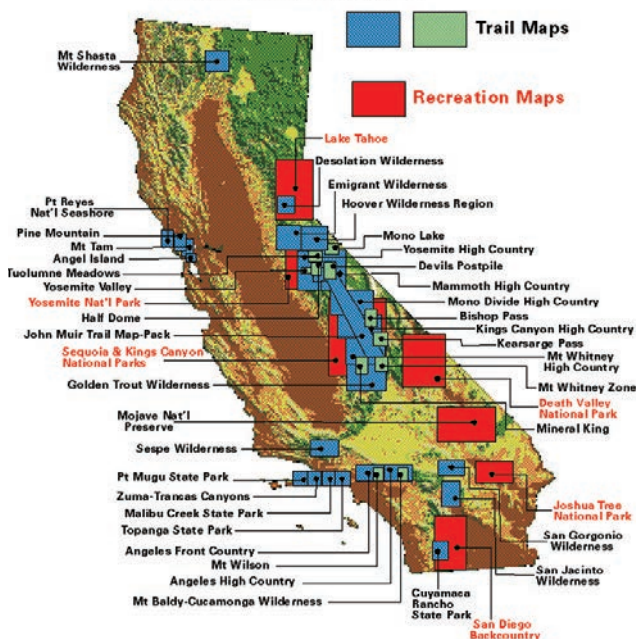 Trail Maps
Recreation Maps
Mt Shasta
Wilderness
Lake Tahoe
Desolation Wilderness
Emigrant Wilderness
Hoover Wilderness Region
Mono Lake
Yosemite High Country
Devils Postpile
Mammoth High Country
Mono Divide High Country
Bishop Pass
Kings Canyon High Country
Kearsarge Pass
Mt Whitney
High Country
Mt Whitney Zone
Death Valley
National Park
Mineral King
Pt Reyes
Nat'l Seashore
Pine Mountain
Mt Tam
Angel Island
Tuolumne Meadows
Yosemite Valley
Yosemite Nat'l Park
Half Dome
John Muir Trail Map-Pack
Sequoia & Kings Canyon
National Parks
Golden Trout Wilderness
Mojave Nat'l
Preserve
Sespe Wilderness
Pt Mugu State Park
Zuma-Trancas Canyons
Malibu Creek State Park
Topanga State Park
Angeles Front Country
Mt Wilson
Angeles High Country
Mt Baldy-Cucamonga Wilderness
Joshua Tree
National Park
San Gorgonio
Wilderness
San Jacinto
Wilderness
Cuyamaca
Rancho
State Park
San Diego
Backcountry